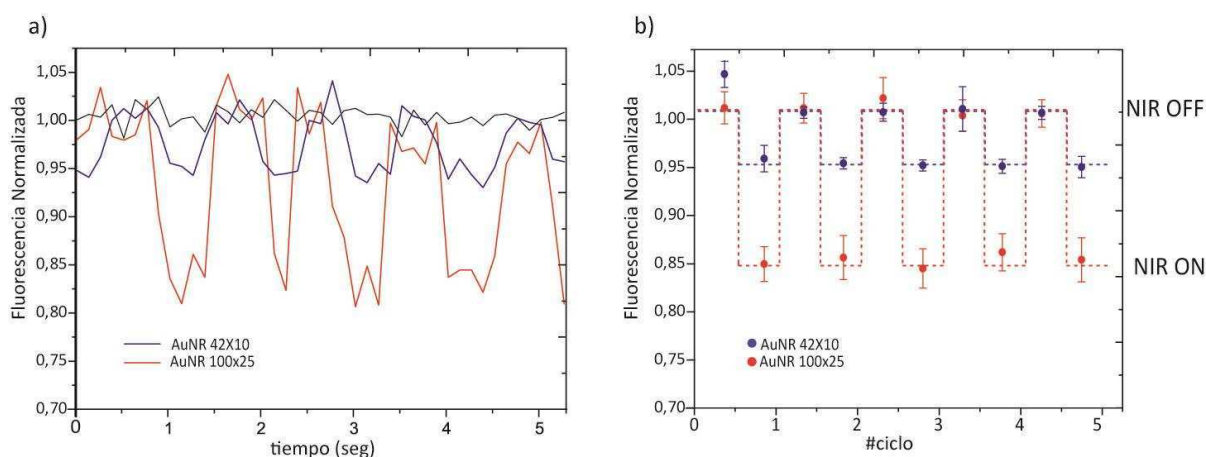 a)
1,05
1,00
0,95
0,90
0,85
0,80
0,75
0,70
Fluorescencia Normalizada
AuNR 42X10
AuNR 100x25
0 1 2 3 4 5
tiempo (seg)
b)
1,05
1,00
0,95
0,90
0,85
0,80
0,75
0,70
Fluorescencia Normalizada
NIR OFF
NIR ON
AuNR 42X10
AuNR 100x25
0 1 2 3 4 5
#ciclo